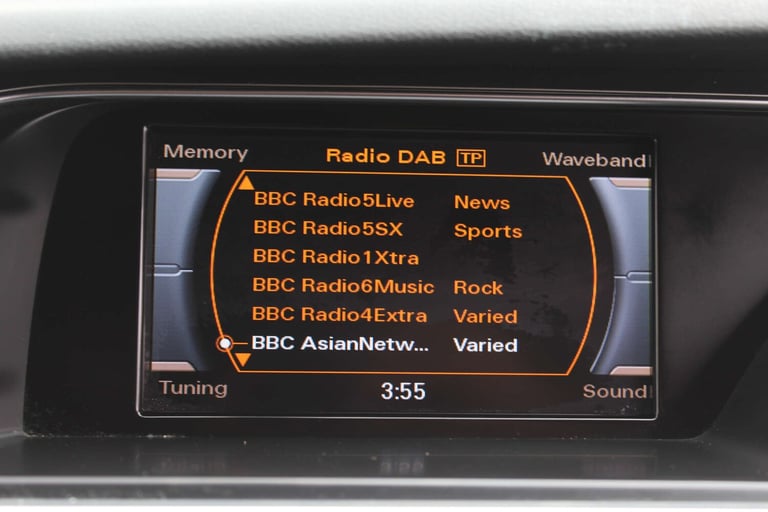 Memory Radio DAB TP Waveband
BBC Radio5Live News
BBC Radio5SX Sports
BBC Radio1Xtra
BBC Radio6Music Rock
BBC Radio4Extra Varied
BBC AsianNetw... Varied
Tuning 3:55 Sound